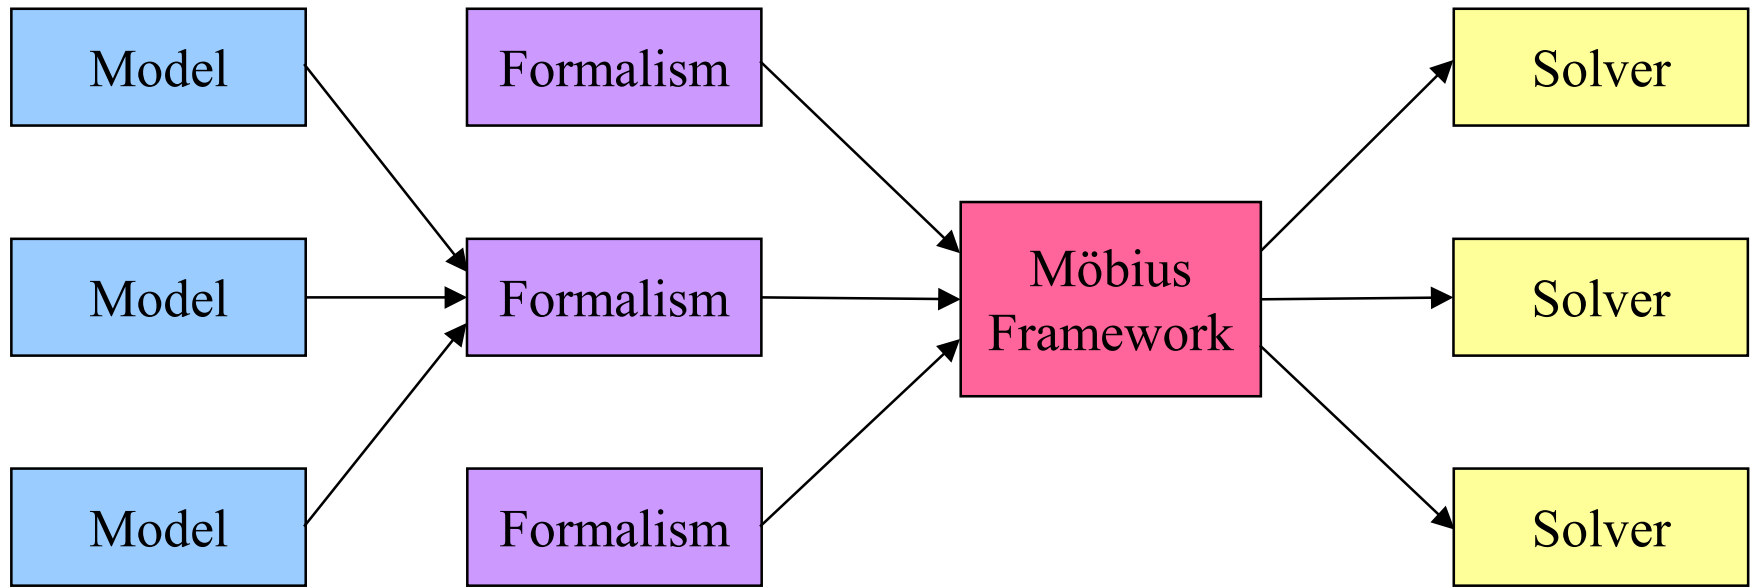 Model
Formalism
Solver
Model
Formalism
Möbius
Framework
Solver
Model
Formalism
Solver